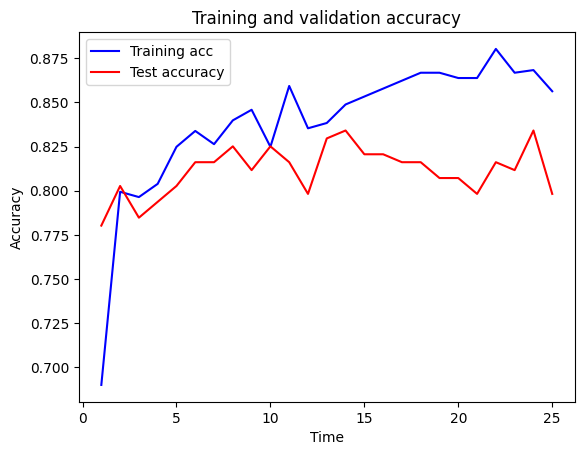 Training and validation accuracy
Training acc
Test accuracy
0.875
0.850
0.825
0.800
0.775
0.750
0.725
0.700
Accuracy
0 5 10 15 20 25
Time